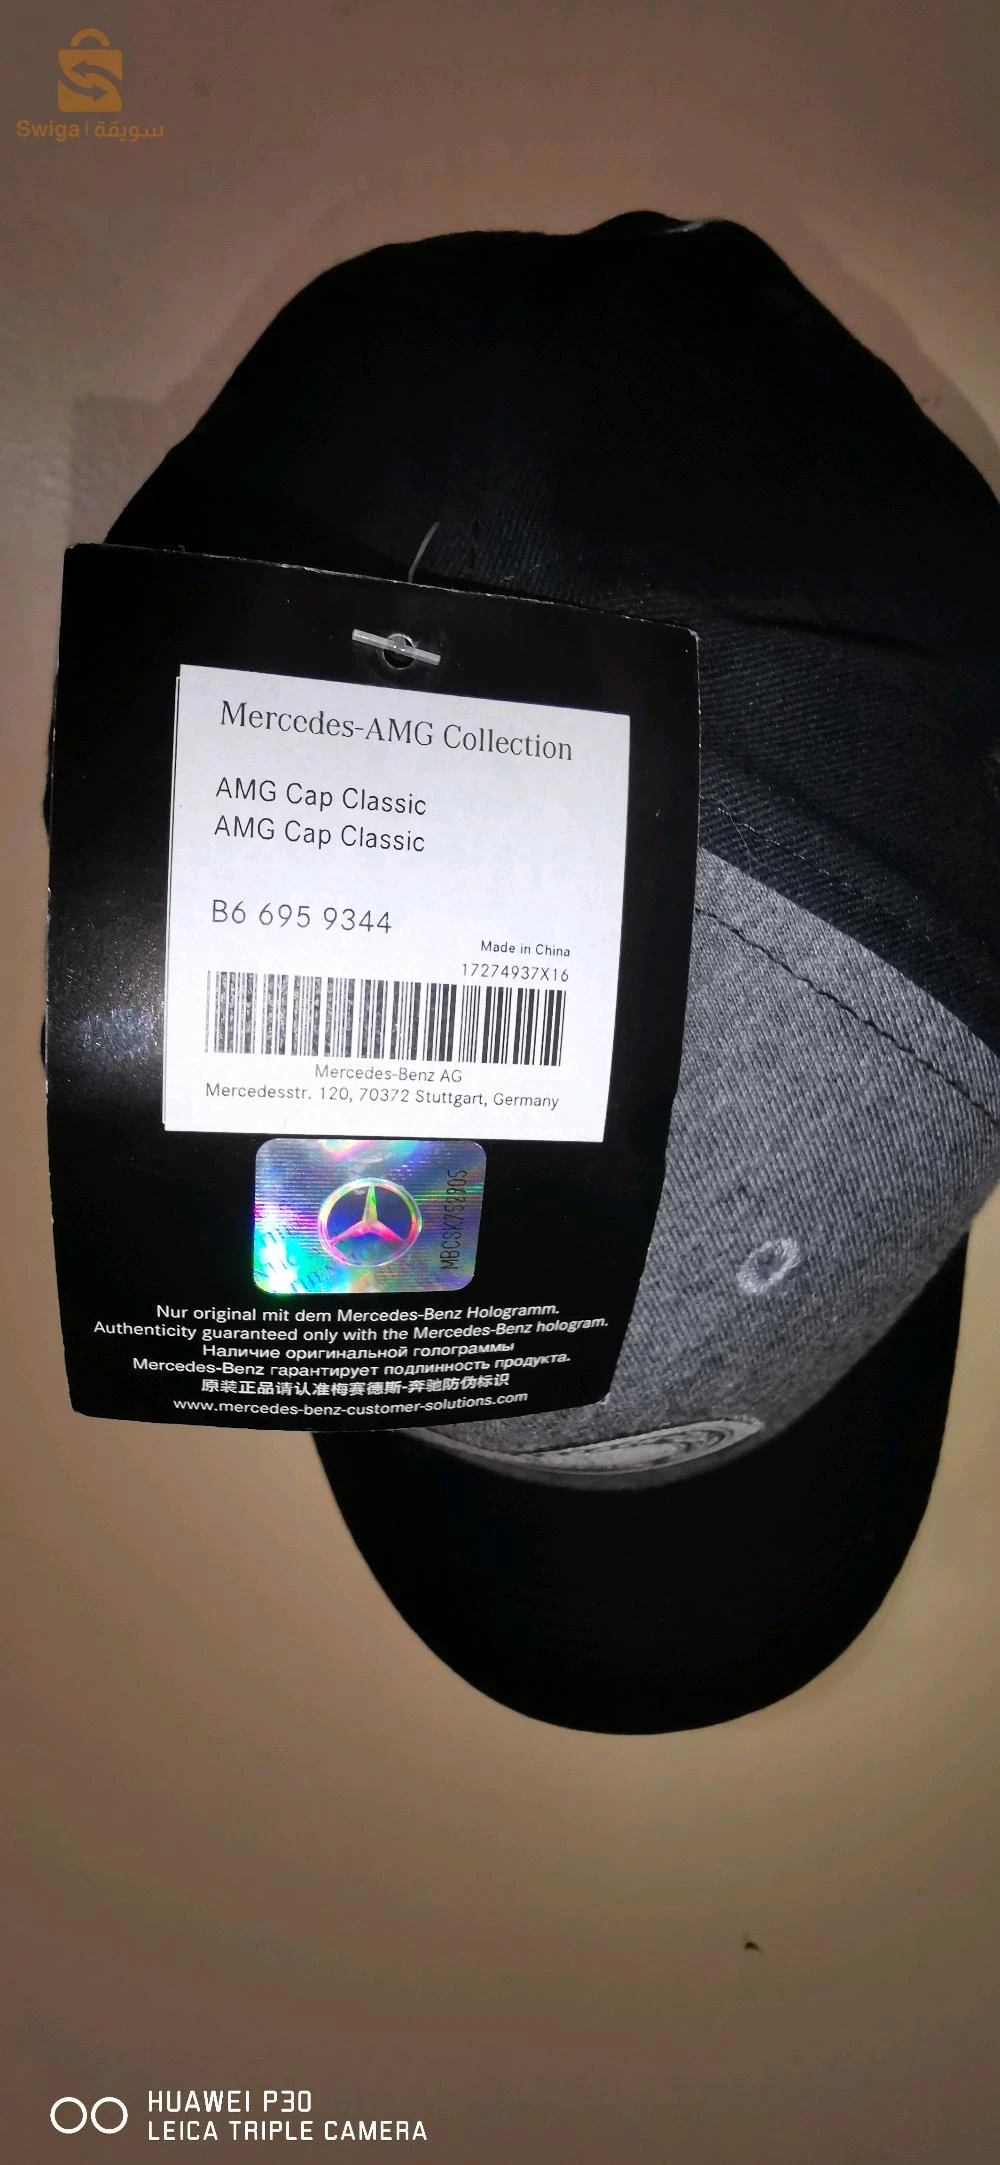 Swiga | سويقة
Mercedes-AMG Collection
AMG Cap Classic
AMG Cap Classic
B6 695 9344
Made in China
17274937X16
Mercedes-Benz AG
Mercedesstr. 120, 70372 Stuttgart, Germany
Nur original mit dem Mercedes-Benz Hologramm.
Authenticity guaranteed only with the Mercedes-Benz hologram.
Наличие оригинальной голограммы
Mercedes-Benz гарантирует подлинность продукта.
原装正品请认准梅赛德斯-奔驰防伪标识
www.mercedes-benz-customer-solutions.com
HUAWEI P30
LEICA TRIPLE CAMERA